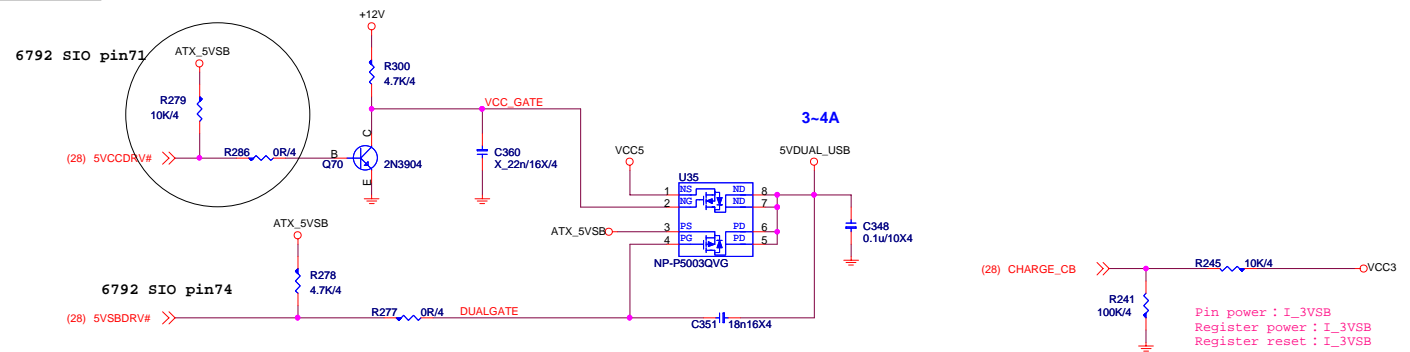 +12V
6792 SIO pin71
ATX_5VSB
R300
4.7K/4
R279
10K/4
VCC_GATE
3~4A
(28) 5VCCDRV#
R286
0R/4
B
C
E
Q70
2N3904
C360
X_22n/16X/4
VCC5
5VDUAL_USB
U35
1
NS
ND
8
2
NG
ND
7
ATX_5VSB
3
PS
PD
6
4
PG
PD
5
NP-P5003QVG
C348
0.1u/10X4
ATX_5VSB
R278
4.7K/4
6792 SIO pin74
(28) 5VSBDRV#
R277
0R/4
DUALGATE
C351
18n16X4
(28) CHARGE_CB
R245
10K/4
VCC3
R241
100K/4
Pin power：I_3VSB
Register power：I_3VSB
Register reset：I_3VSB